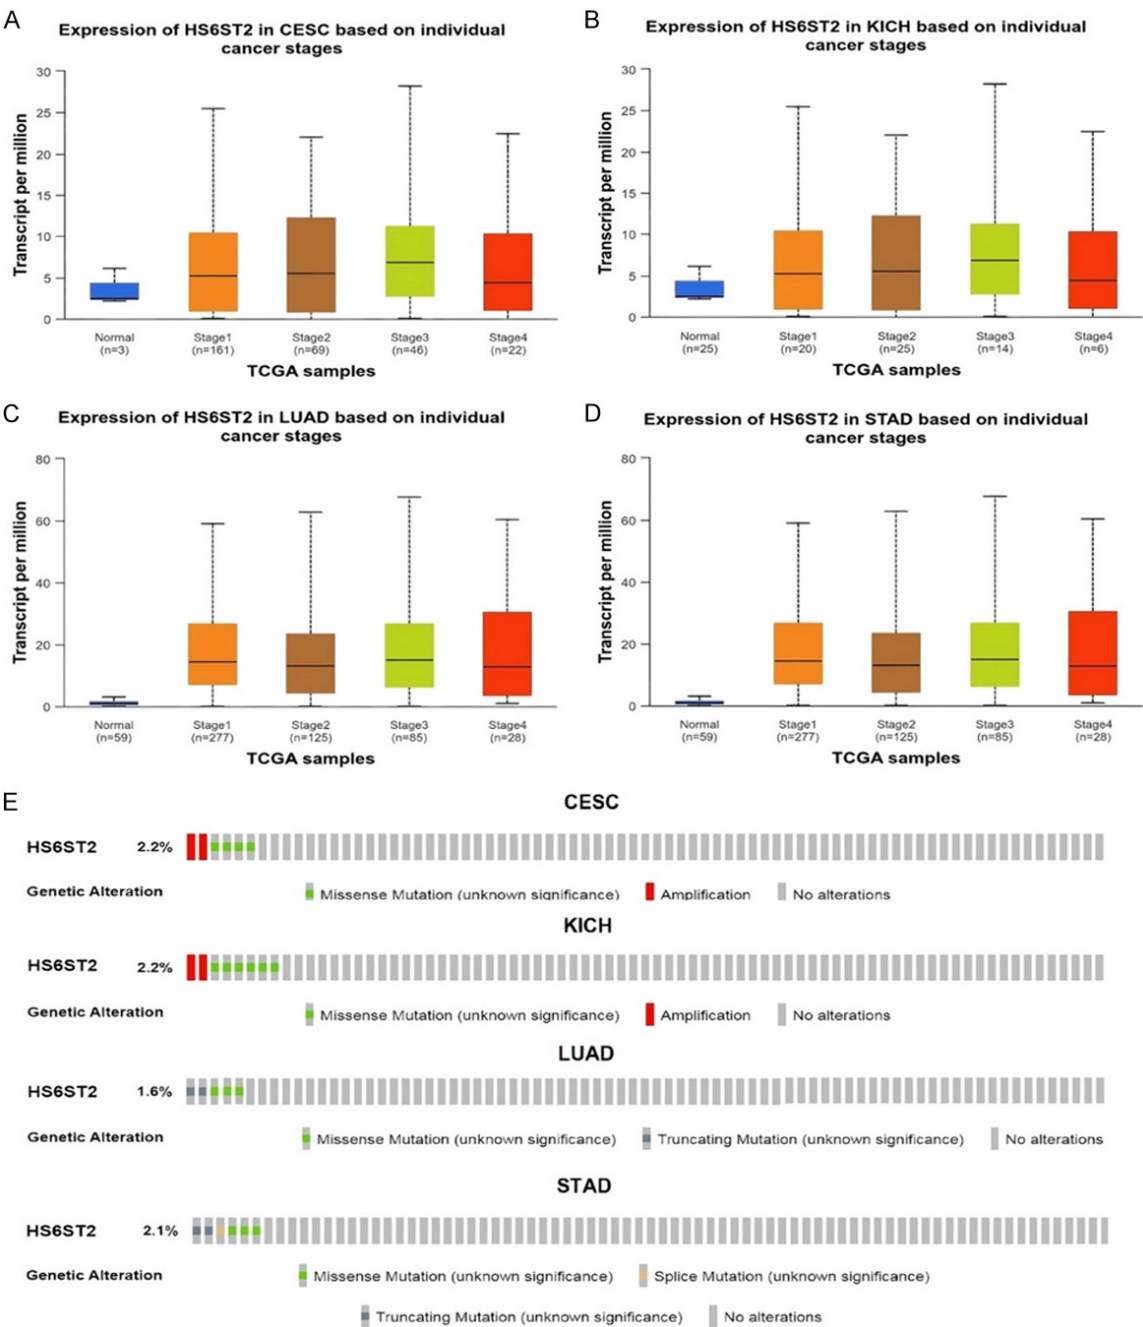 A
Expression of HS6ST2 in CESC based on individual
cancer stages
Transcript per million
30
25
20
15
10
5
0
Normal
(n=3)
Stage1
(n=161)
Stage2
(n=69)
Stage3
(n=46)
Stage4
(n=22)
TCGA samples
B
Expression of HS6ST2 in KICH based on individual
cancer stages
Transcript per million
30
25
20
15
10
5
0
Normal
(n=25)
Stage1
(n=20)
Stage2
(n=25)
Stage3
(n=14)
Stage4
(n=6)
TCGA samples
C
Expression of HS6ST2 in LUAD based on individual
cancer stages
Transcript per million
80
60
40
20
0
Normal
(n=59)
Stage1
(n=277)
Stage2
(n=125)
Stage3
(n=85)
Stage4
(n=28)
TCGA samples
D
Expression of HS6ST2 in STAD based on individual
cancer stages
Transcript per million
80
60
40
20
0
Normal
(n=59)
Stage1
(n=277)
Stage2
(n=125)
Stage3
(n=85)
Stage4
(n=28)
TCGA samples
E
CESC
HS6ST2 2.2%
Genetic Alteration Missense Mutation (unknown significance) Amplification No alterations
KICH
HS6ST2 2.2%
Genetic Alteration Missense Mutation (unknown significance) Amplification No alterations
LUAD
HS6ST2 1.6%
Genetic Alteration Missense Mutation (unknown significance) Truncating Mutation (unknown significance) No alterations
STAD
HS6ST2 2.1%
Genetic Alteration Missense Mutation (unknown significance) Splice Mutation (unknown significance)
Truncating Mutation (unknown significance) No alterations